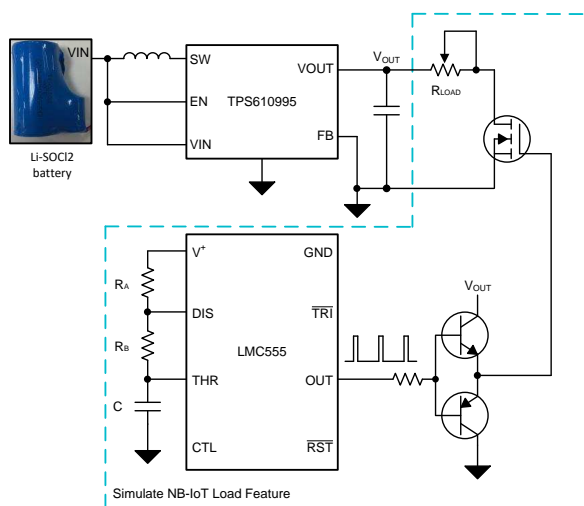 VIN
Li-SOCl2
battery
SW
EN
VIN
TPS610995
VOUT
FB
VOUT
RLOAD
V+
DIS
THR
CTL
LMC555
GND
TRI
OUT
RST
RA
RB
C
VOUT
Simulate NB-IoT Load Feature